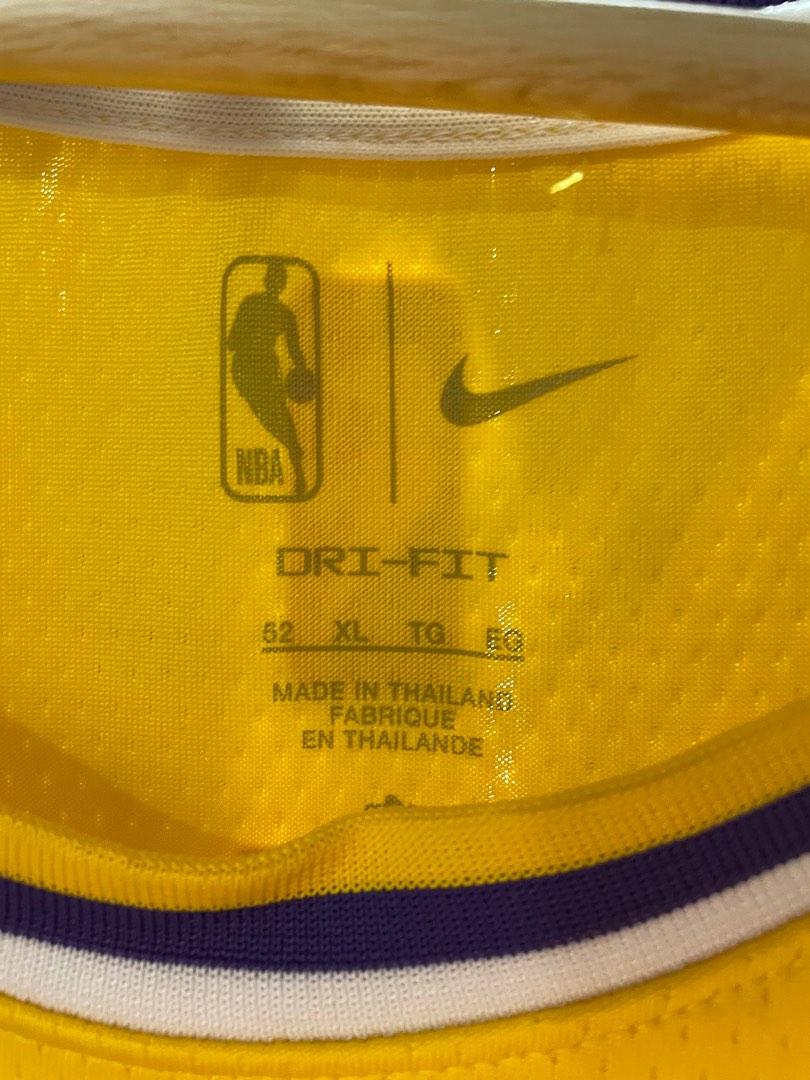 NBA
DRI-FIT
52 XL TG EG
MADE IN THAILAND
FABRIQUE
EN THAILANDE